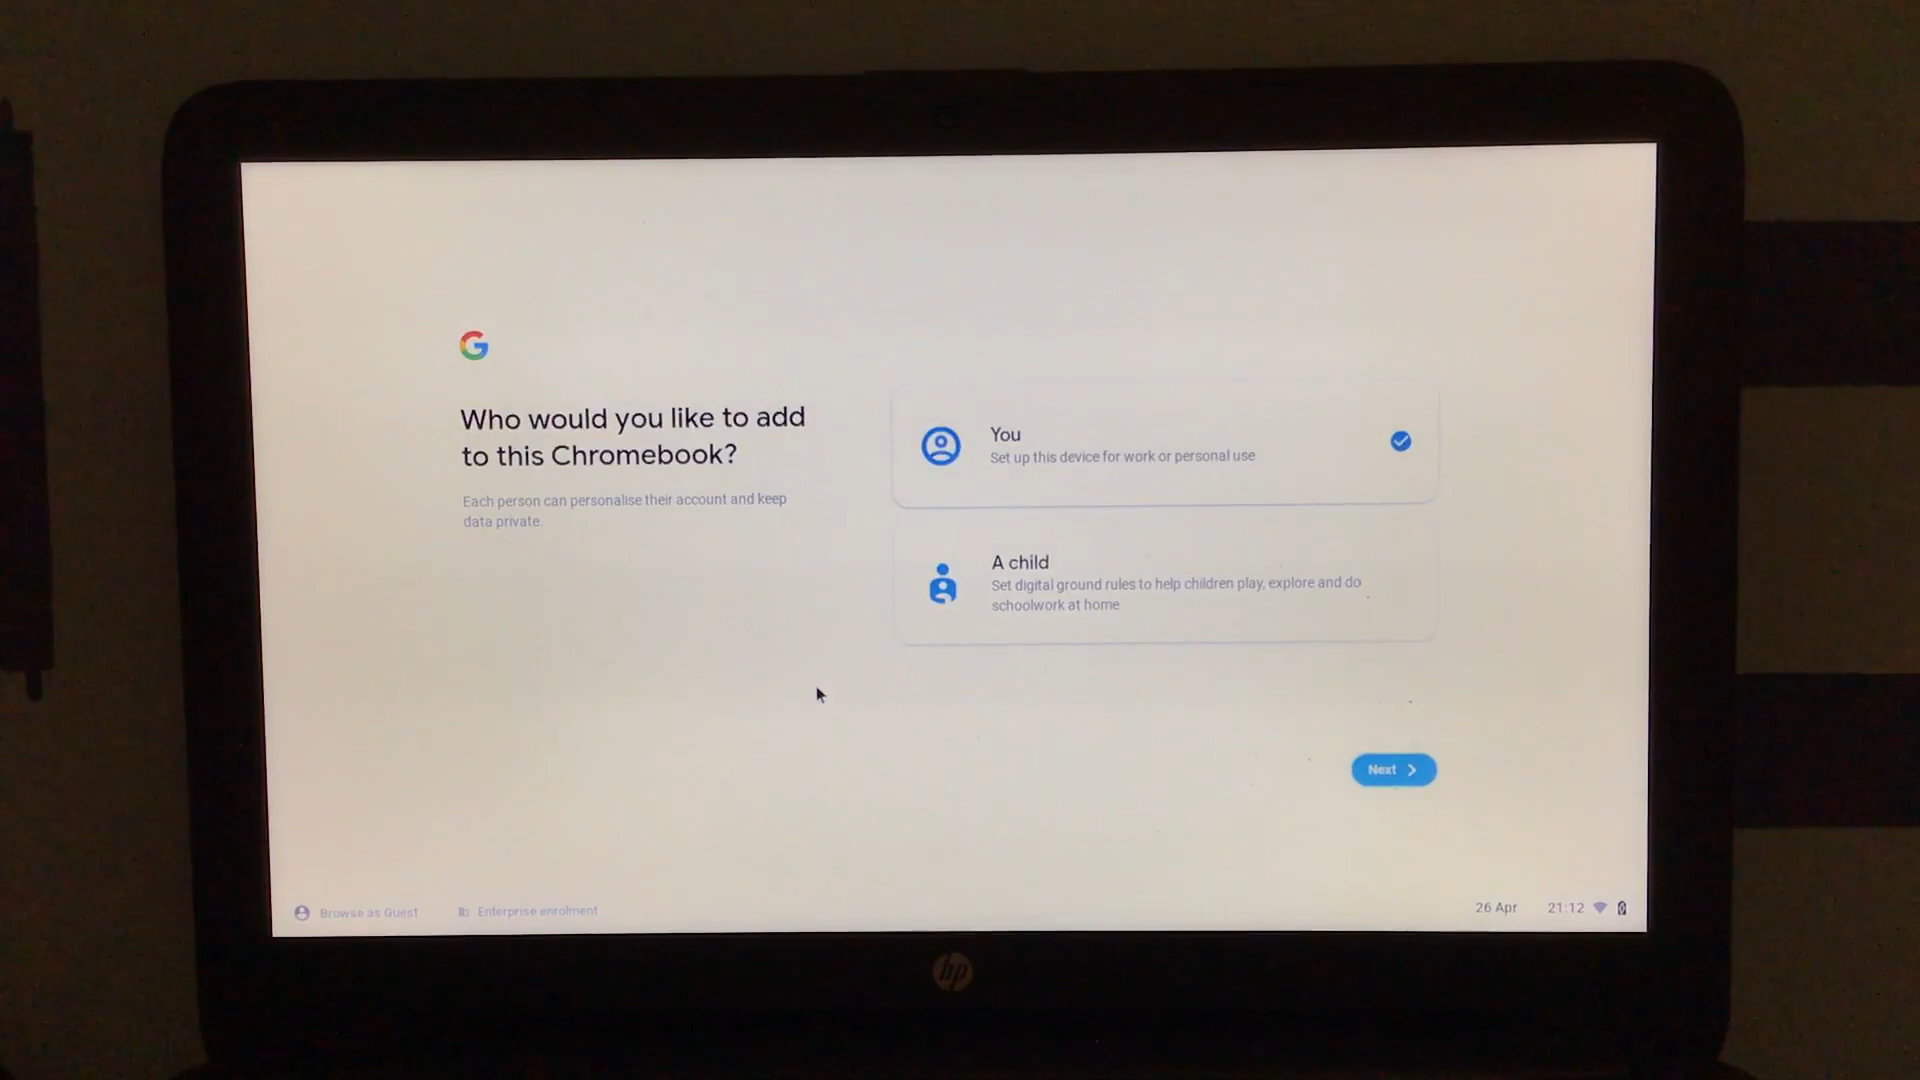 Who would you like to add
to this Chromebook?
Each person can personalise their account and keep
data private.
You
Set up this device for work or personal use
A child
Set digital ground rules to help children play, explore and do
schoolwork at home
Next
Browse as Guest
Enterprise enrolment
26 Apr
21:12
hp